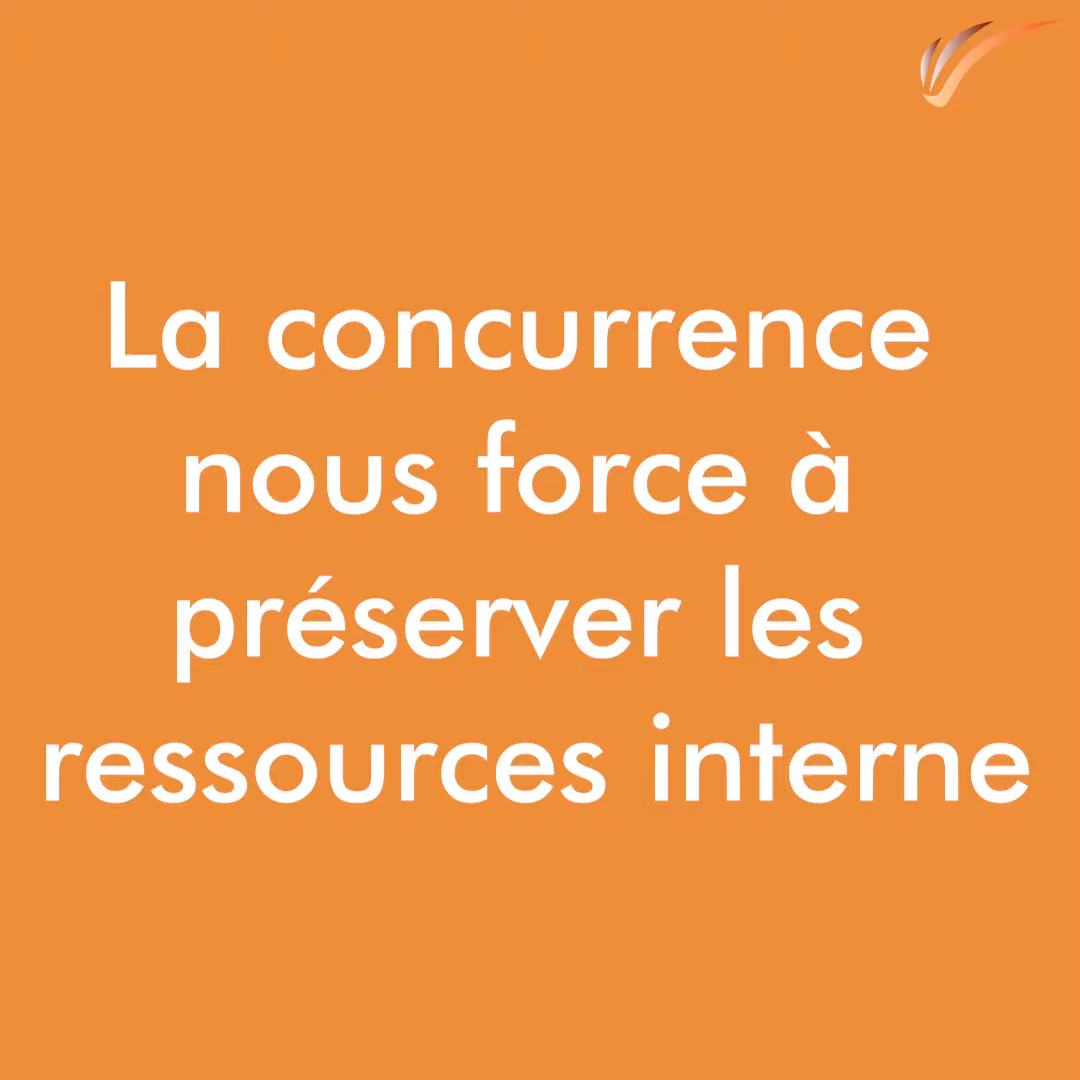 La concurrence
nous force à
préserver les
ressources interne